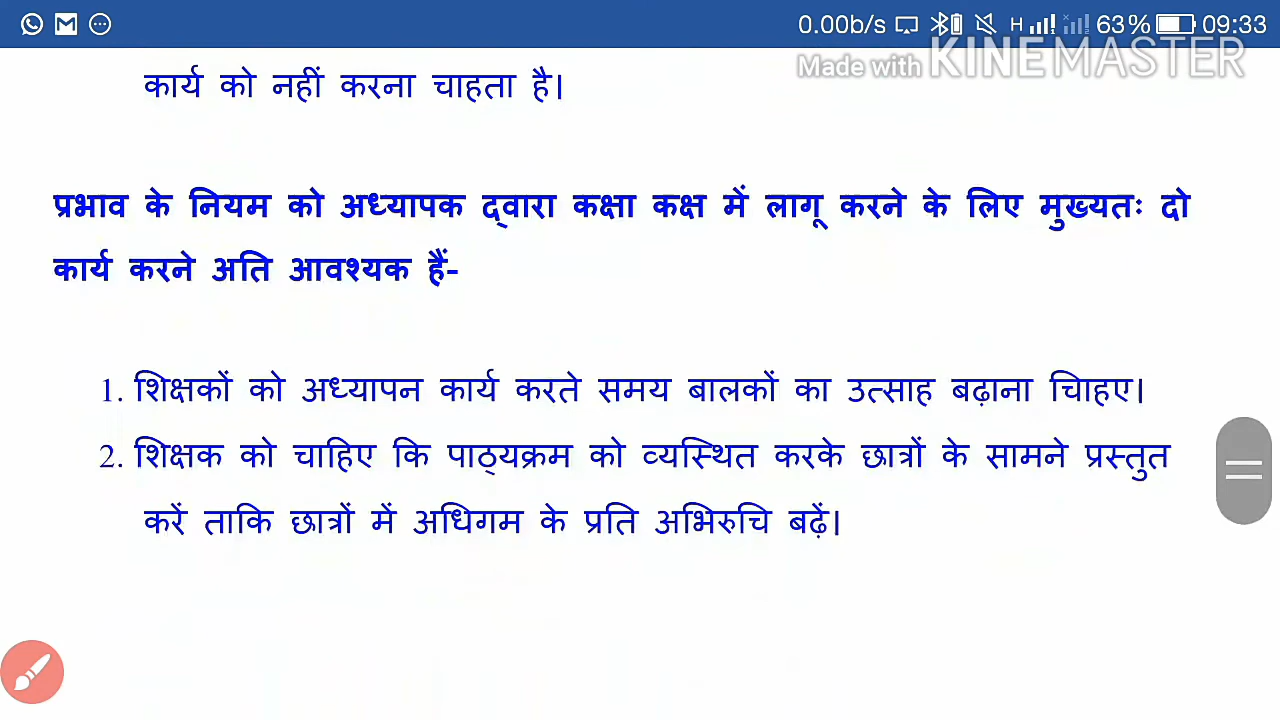 0.00b/s H 63% 09:33
Made with KINEMASTER
कार्य को नहीं करना चाहता है।
प्रभाव के नियम को अध्यापक द्वारा कक्षा कक्ष में लागू करने के लिए मुख्यतः दो
कार्य करने अति आवश्यक हैं-
1. शिक्षकों को अध्यापन कार्य करते समय बालकों का उत्साह बढ़ाना चिाहए।
2. शिक्षक को चाहिए कि पाठ्यक्रम को व्यस्थित करके छात्रों के सामने प्रस्तुत
करें ताकि छात्रों में अधिगम के प्रति अभिरुचि बढ़ें।